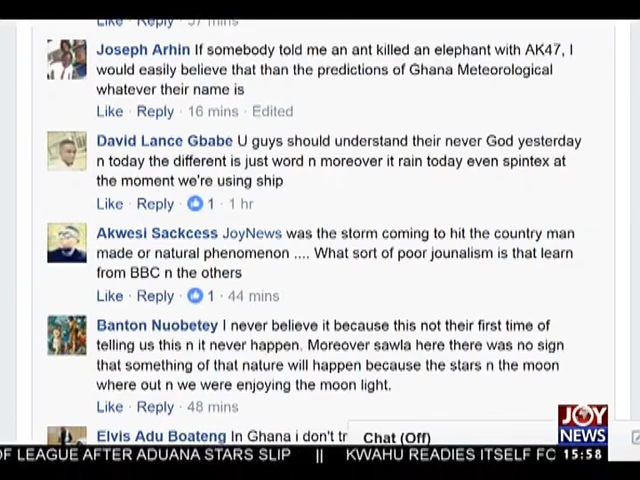 Like · Reply · 57 mins
Joseph Arhin If somebody told me an ant killed an elephant with AK47, I
would easily believe that than the predictions of Ghana Meteorological
whatever their name is
Like · Reply · 16 mins · Edited
David Lance Gbabe U guys should understand their never God yesterday
n today the different is just word n moreover it rain today even spintex at
the moment we're using ship
Like · Reply · 1 · 1 hr
Akwesi Sackcess JoyNews was the storm coming to hit the country man
made or natural phenomenon .... What sort of poor jounalism is that learn
from BBC n the others
Like · Reply · 1 · 44 mins
Banton Nuobetey I never believe it because this not their first time of
telling us this n it never happen. Moreover sawla here there was no sign
that something of that nature will happen because the stars n the moon
where out n we were enjoying the moon light.
Like · Reply · 48 mins
Elvis Adu Boateng In Ghana i don't tr
Chat (Off)
JOY
NEWS
OF LEAGUE AFTER ADUANA STARS SLIP || KWAHU READIES ITSELF FO
15:58